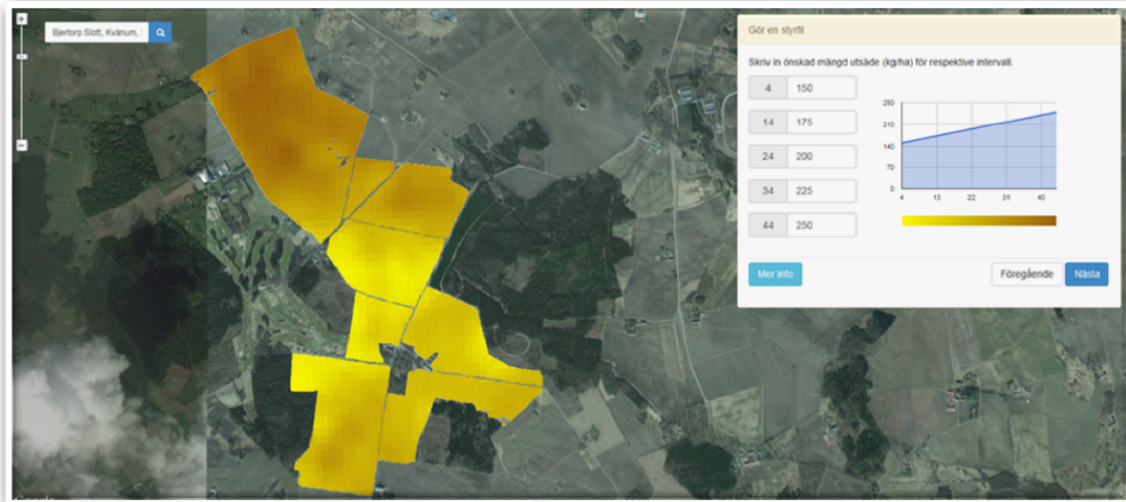 Bjertorp Slott, Kvänum,
Gör en styrfil
Skriv in önskad mängd utsäde (kg/ha) för respektive intervall.
4 150
14 175
24 200
34 225
44 250
280
210
140
70
0
4 13 22 31 40
Mer info
Föregående
Nästa